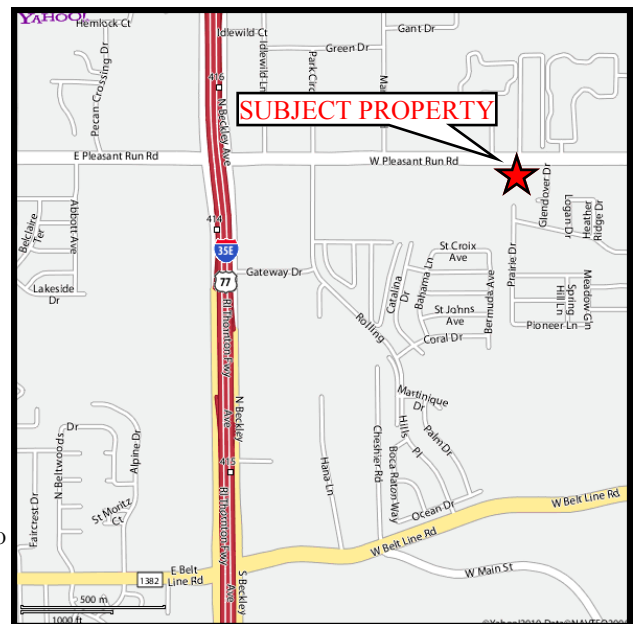 YAHOO!
Hemlock Ct
Idlewild Ct
Gant Dr
Green Dr
Pecan Crossing Dr
Idlewild Ln
Park Circ
416
N Beckley Ave
SUBJECT PROPERTY
E Pleasant Run Rd
W Pleasant Run Rd
Glendover Dr
Logan Dr
Heather
Ridge Dr
Belclaire
Ter
Abbott Ave
414
35E
77
St Croix
Ave
Prairie Dr
Lakeside
Dr
Gateway Dr
Catalina
Dr
Bahama Ln
Bermuda Ave
Spring
Hill Ln
Meadow Gln
St Johns
Ave
Pioneer Ln
Rolling
Coral Dr
Rl Thornton Fwy
Martinique
Dr
Hills
Pl
Palm Dr
N Beckley
Ave
Dr
N Beltwoods
Alpine Dr
Cheshier Rd
Boca Raton Way
Hana Ln
415
Faircrest Dr
St Moritz
Ct
Rl Thornton Fwy
Ocean Dr
W Belt Line Rd
W Belt Line Rd
E Belt
Line Rd
1382
W Main St
S Beckley
Ave
500 m
1000 ft